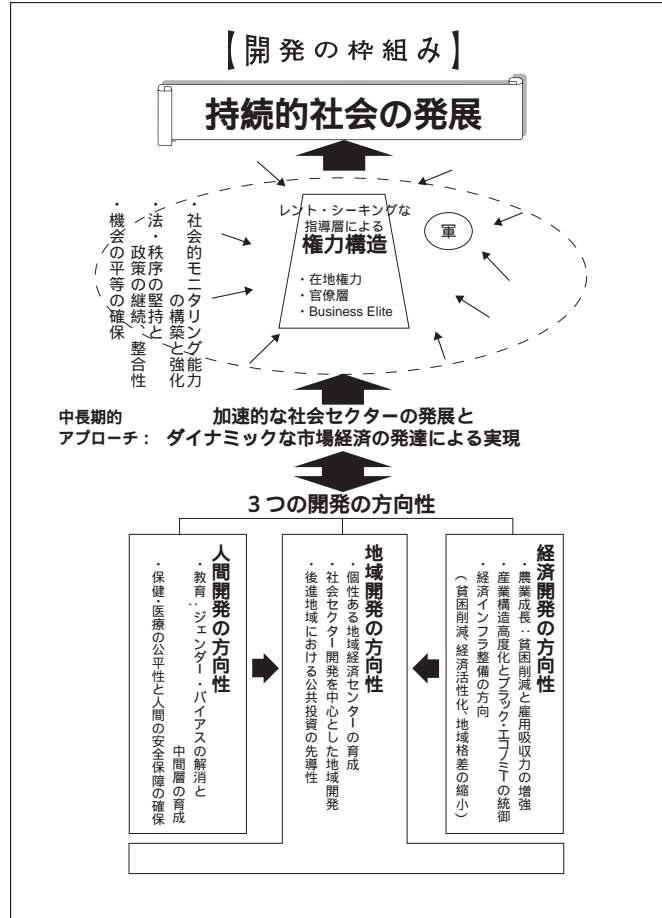 【開発の枠組み】
持続的社会の発展
・社会的モニタリング能力
の構築と強化
・法・秩序の堅持と
政策の継続、整合性
・機会の平等の確保
レント・シーキングな
指導層による
権力構造
・在地権力
・官僚層
・Business Elite
軍
中長期的
アプローチ：
加速的な社会セクターの発展と
ダイナミックな市場経済の発達による実現
３つの開発の方向性
人間開発の方向性
・教育：ジェンダー・バイアスの解消と
中間層の育成
・保健・医療の公平性と人間の安全保障の確保
地域開発の方向性
・個性ある地域経済センターの育成
・社会セクター開発を中心とした地域開発
・後進地域における公共投資の先導性
経済開発の方向性
・農業成長：貧困削減と雇用吸収力の増強
・産業構造高度化とブラック・エコノミーの統御
・経済インフラ整備の方向
（貧困削減、経済活性化、地域格差の縮小）